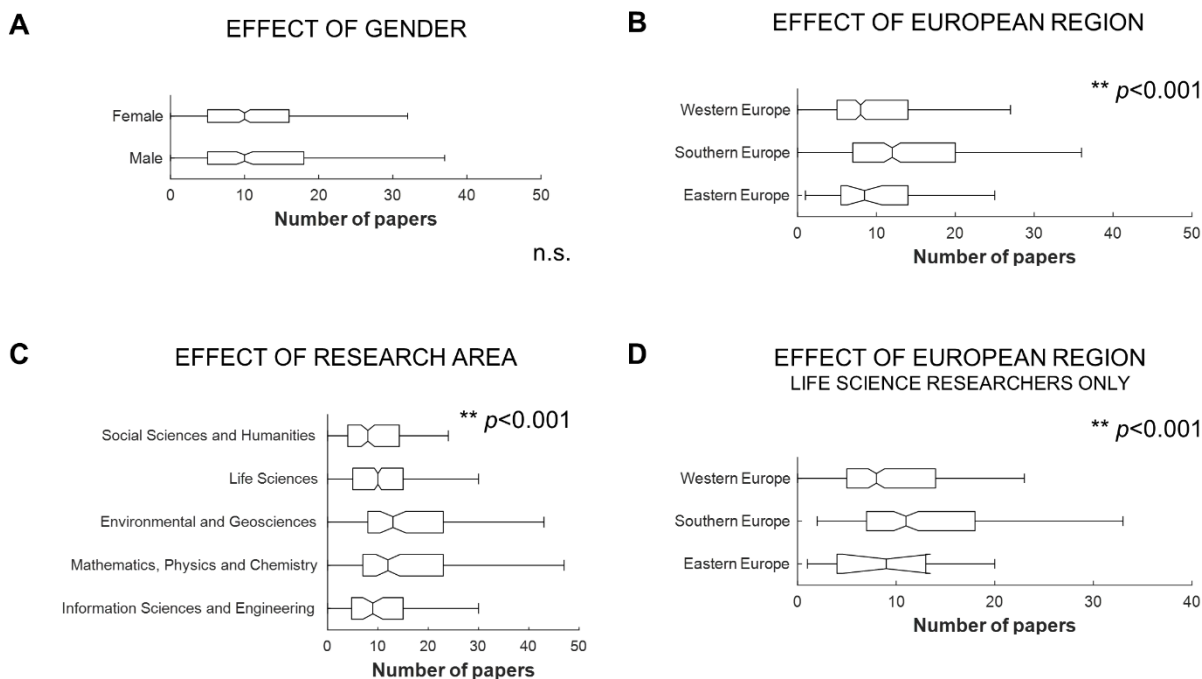 A
EFFECT OF GENDER
Female
Male
0 10 20 30 40 50
Number of papers
n.s.
B
EFFECT OF EUROPEAN REGION
** p<0.001
Western Europe
Southern Europe
Eastern Europe
0 10 20 30 40 50
Number of papers
C
EFFECT OF RESEARCH AREA
** p<0.001
Social Sciences and Humanities
Life Sciences
Environmental and Geosciences
Mathematics, Physics and Chemistry
Information Sciences and Engineering
0 10 20 30 40 50
Number of papers
D
EFFECT OF EUROPEAN REGION
LIFE SCIENCE RESEARCHERS ONLY
** p<0.001
Western Europe
Southern Europe
Eastern Europe
0 10 20 30 40
Number of papers